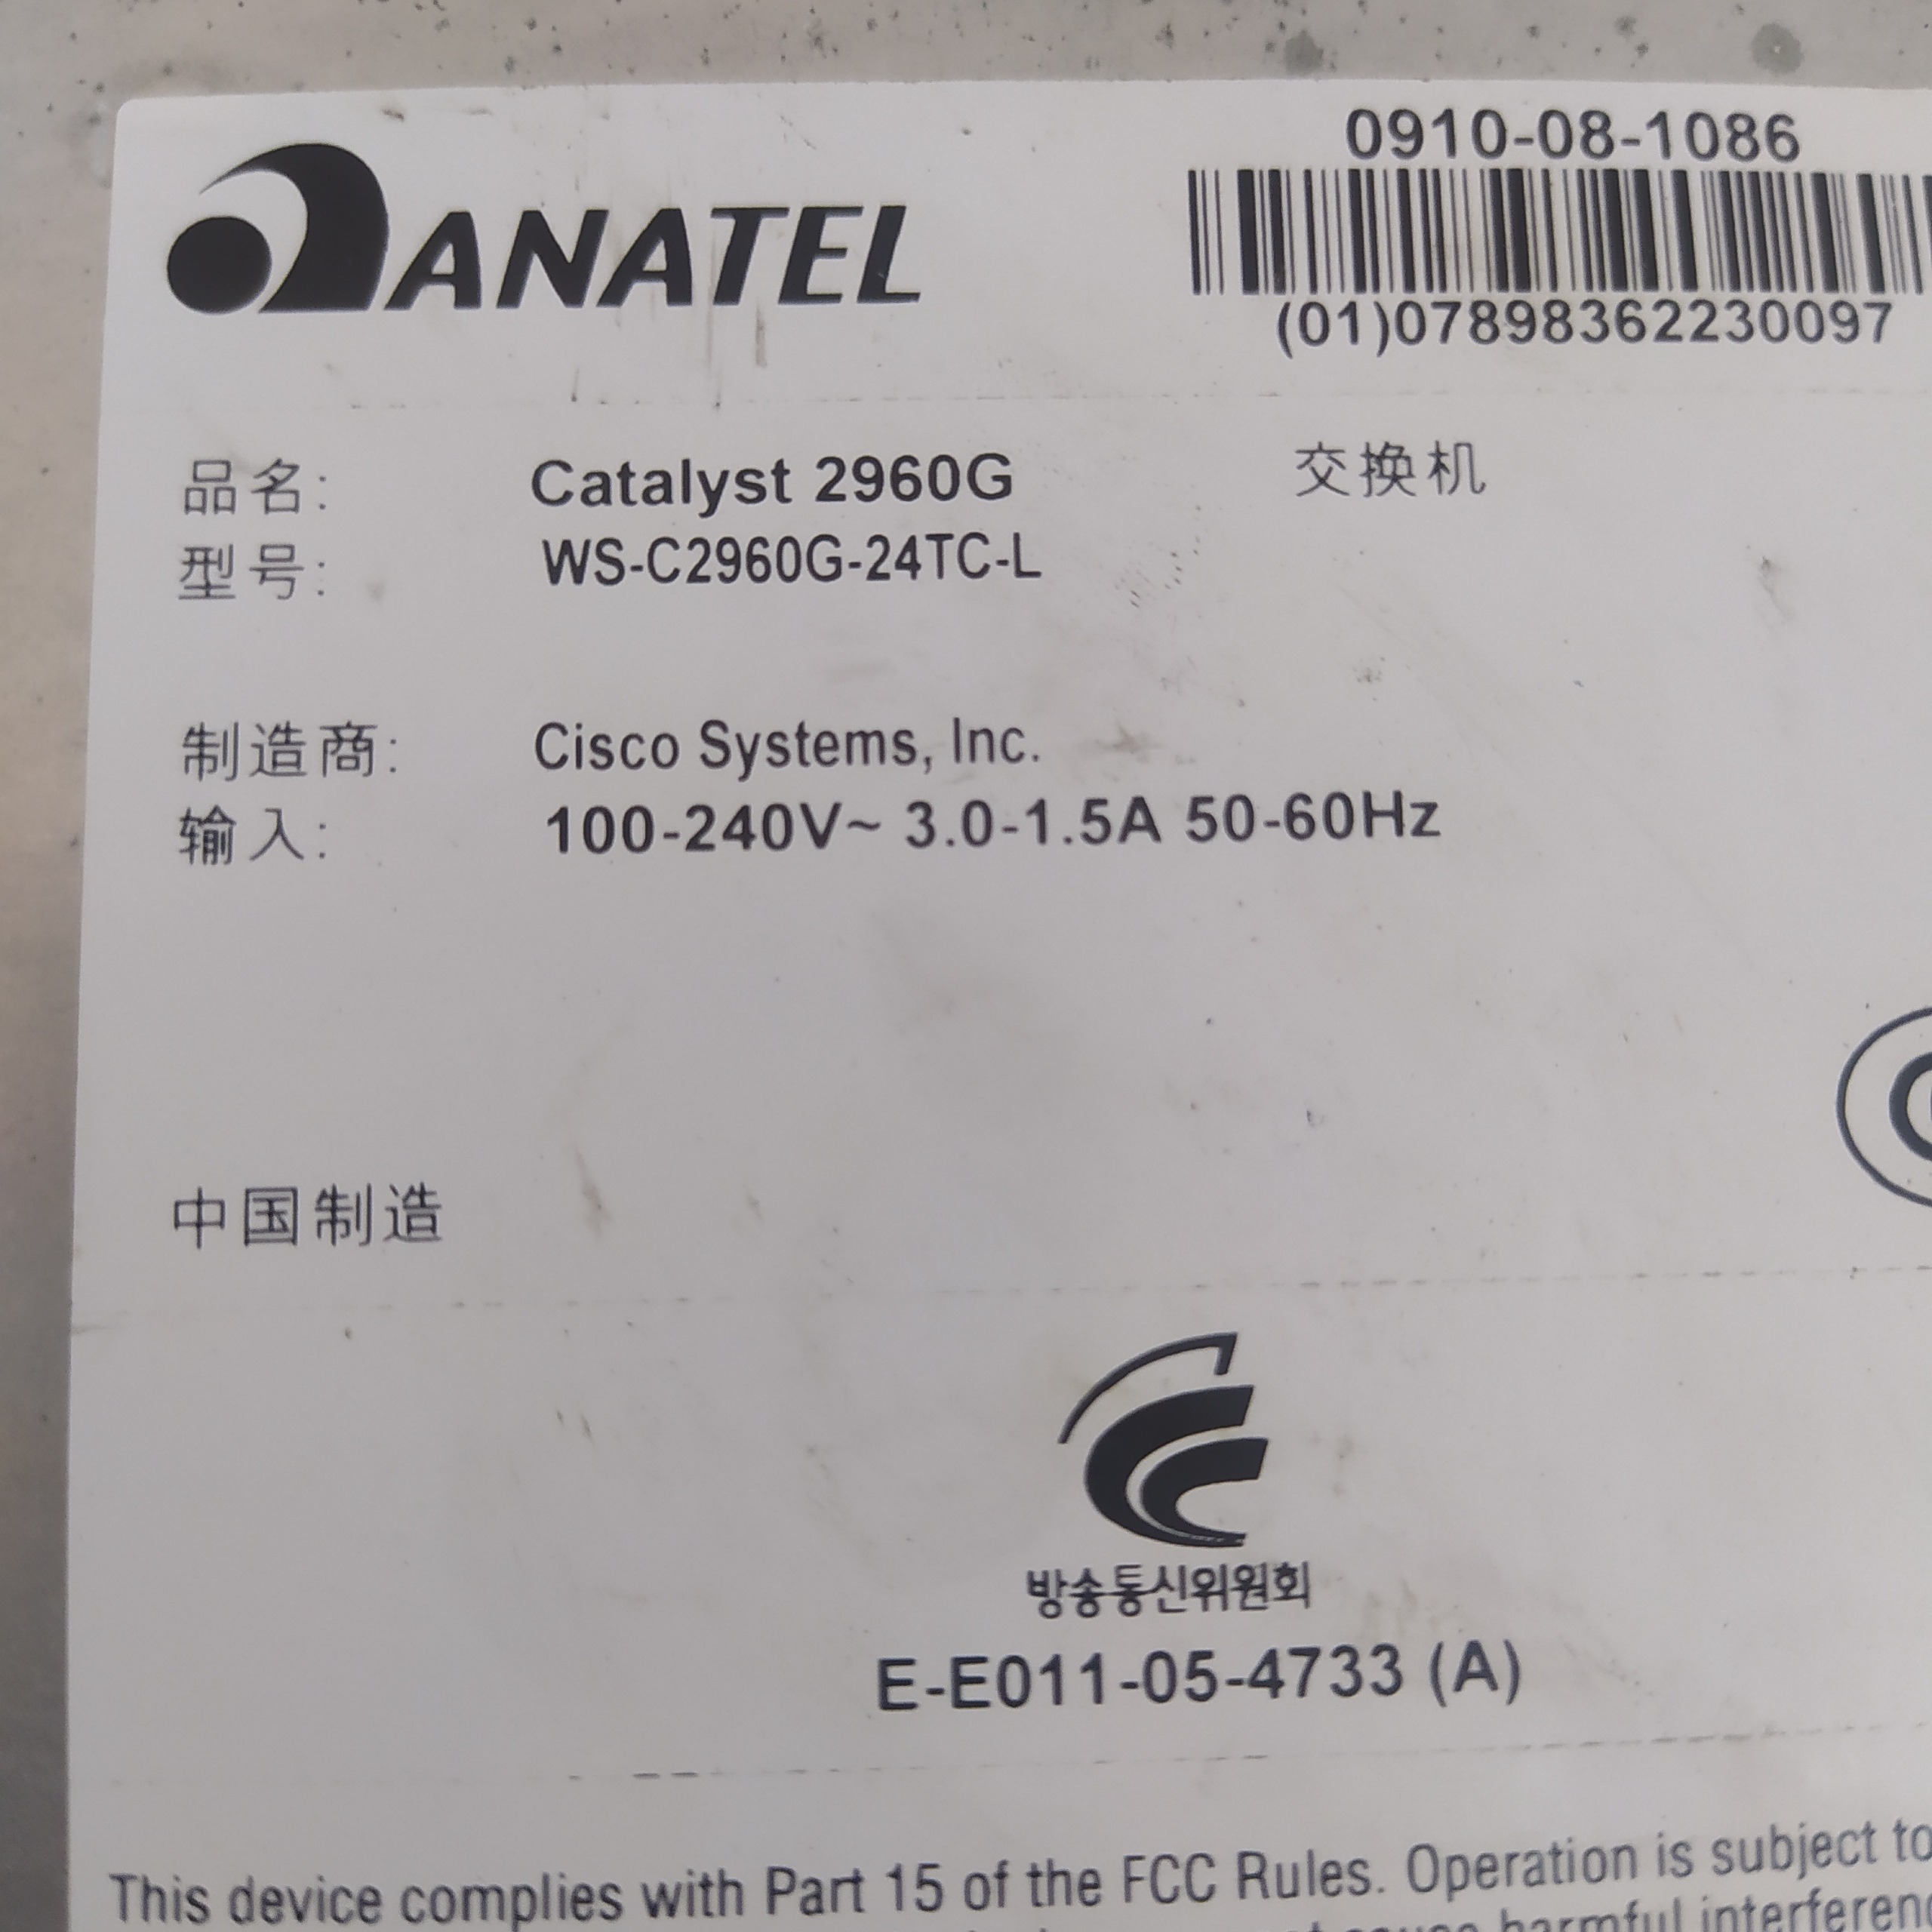 0910-08-1086
ANATEL
(01)07898362230097
品名: Catalyst 2960G 交换机
型号: WS-C2960G-24TC-L
制造商: Cisco Systems, Inc.
输入: 100-240V~ 3.0-1.5A 50-60Hz
中国制造
방송통신위원회
E-E011-05-4733 (A)
This device complies with Part 15 of the FCC Rules. Operation is subject to
harmful